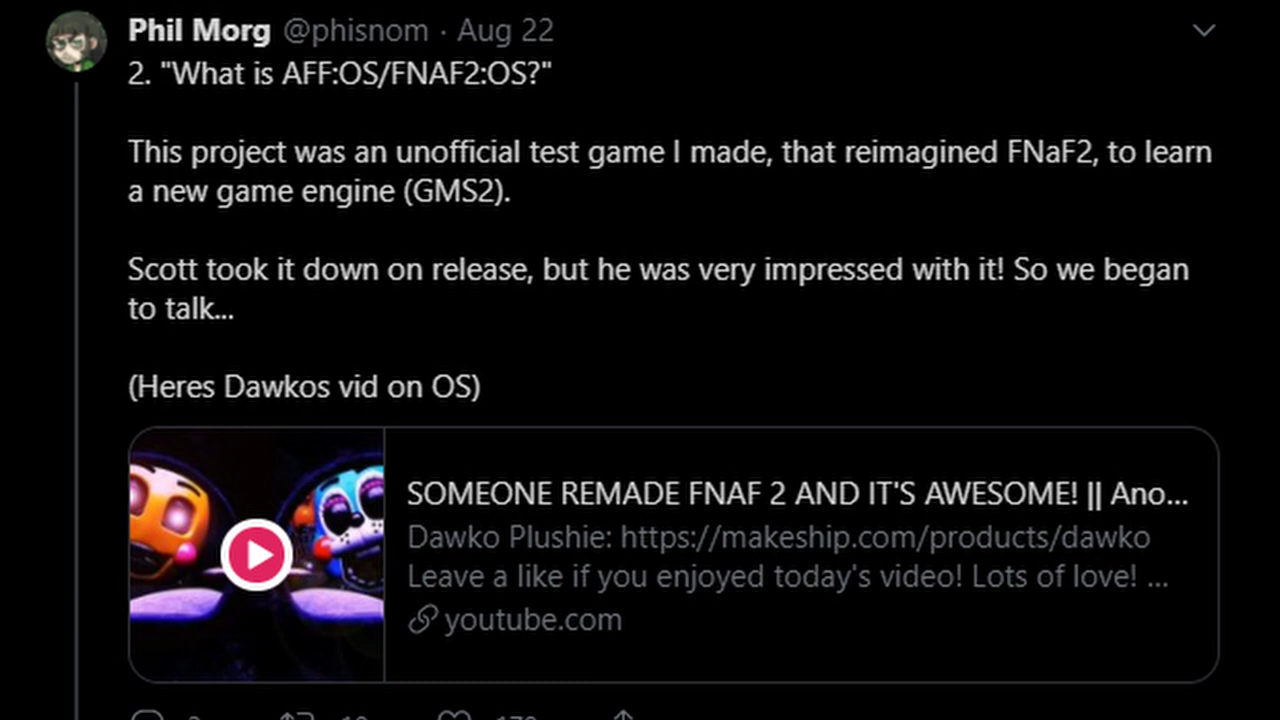 Phil Morg @phisnom · Aug 22
2. "What is AFF:OS/FNAF2:OS?"
This project was an unofficial test game I made, that reimagined FNaF2, to learn
a new game engine (GMS2).
Scott took it down on release, but he was very impressed with it! So we began
to talk...
(Heres Dawkos vid on OS)
SOMEONE REMADE FNAF 2 AND IT'S AWESOME! || Ano...
Dawko Plushie: https://makeship.com/products/dawko
Leave a like if you enjoyed today's video! Lots of love! ...
youtube.com